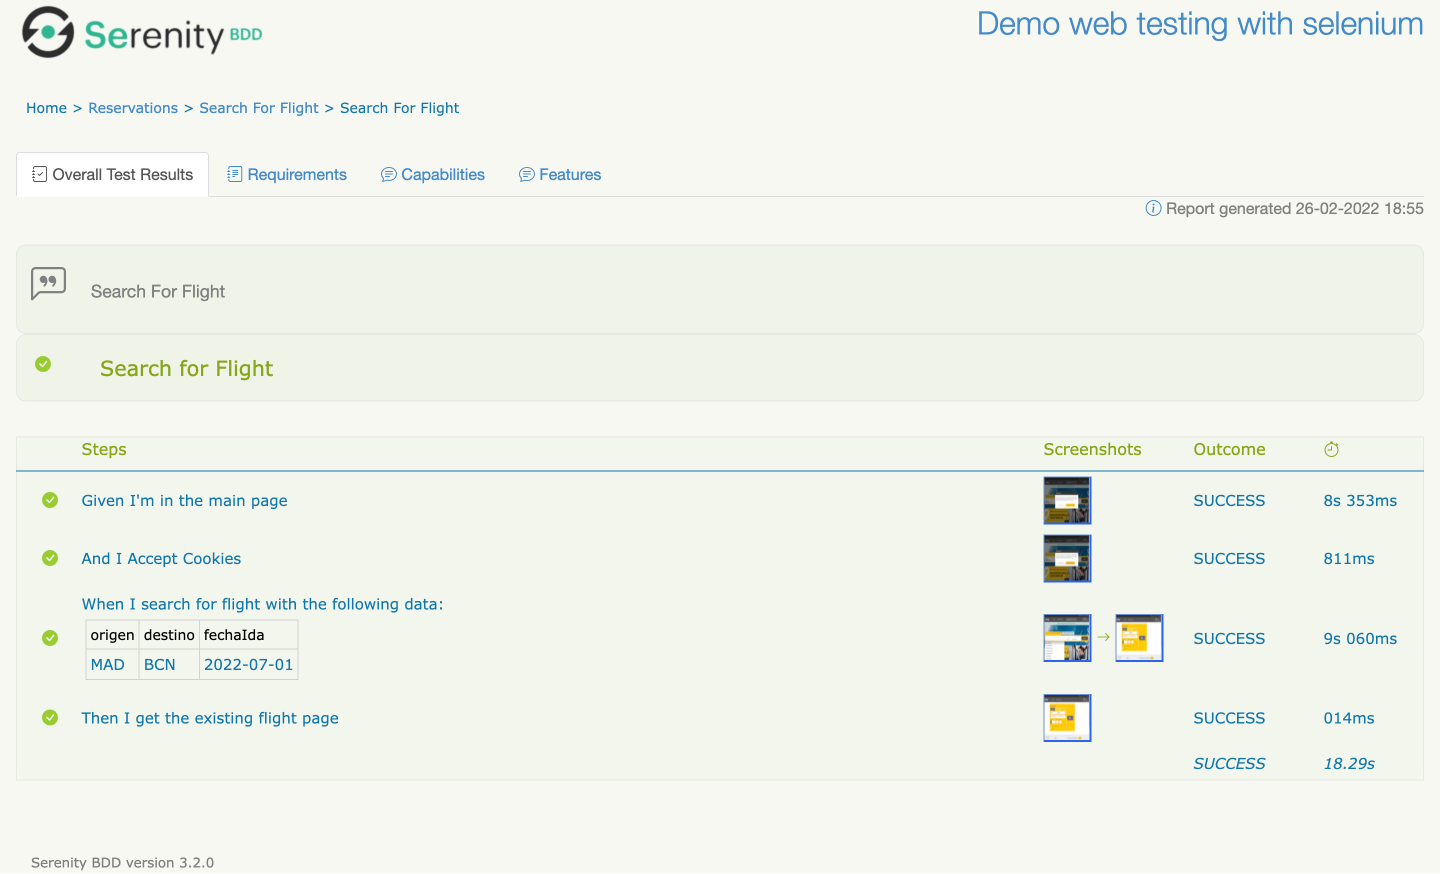 Serenity BDD
Demo web testing with selenium
Home > Reservations > Search For Flight > Search For Flight
Overall Test Results Requirements Capabilities Features
Report generated 26-02-2022 18:55
Search For Flight
Search for Flight
Steps Screenshots Outcome
Given I'm in the main page SUCCESS 8s 353ms
And I Accept Cookies SUCCESS 811ms
When I search for flight with the following data:
origen destino fechaIda
SUCCESS 9s 060ms
MAD BCN 2022-07-01
Then I get the existing flight page SUCCESS 014ms
SUCCESS 18.29s
Serenity BDD version 3.2.0